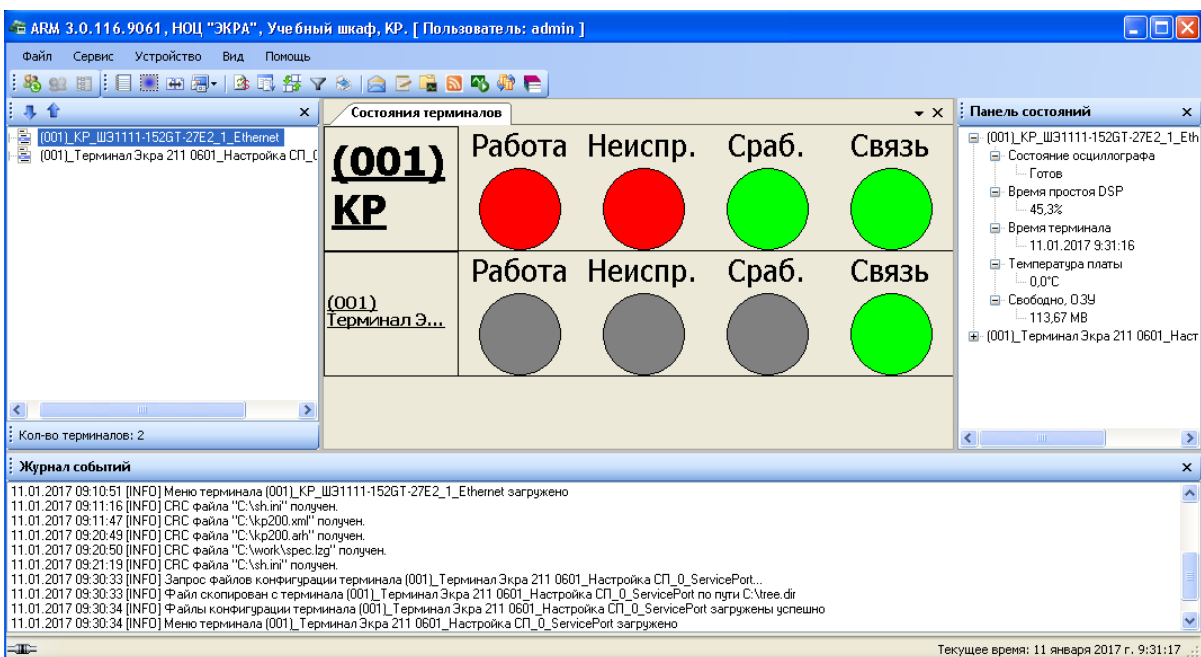 ARM 3.0.116.9061, НОЦ "ЭКРА", Учебный шкаф, КР. [ Пользователь: admin ]
Файл Сервис Устройство Вид Помощь
(001)_КР_ШЭ1111-152GT-27E2_1_Ethernet
(001)_Терминал Экра 211 0601_Настройка СП_0
Кол-во терминалов: 2
Состояния терминалов
(001) КР
Работа Неиспр. Сраб. Связь
(001) Терминал Э...
Работа Неиспр. Сраб. Связь
Панель состояний
(001)_КР_ШЭ1111-152GT-27E2_1_Eth
Состояние осциллографа
Готов
Время простоя DSP
45,3%
Время терминала
11.01.2017 9:31:16
Температура платы
0,0°C
Свободно, ОЗУ
113,67 MB
(001)_Терминал Экра 211 0601_Наст
Журнал событий
11.01.2017 09:10:51 [INFO] Меню терминала (001)_КР_ШЭ1111-152GT-27E2_1_Ethernet загружено
11.01.2017 09:11:16 [INFO] CRC файла "C:\sh.ini" получен.
11.01.2017 09:11:47 [INFO] CRC файла "C:\kp200.xml" получен.
11.01.2017 09:20:49 [INFO] CRC файла "C:\kp200.arh" получен.
11.01.2017 09:20:50 [INFO] CRC файла "C:\work\spec.lzg" получен.
11.01.2017 09:21:19 [INFO] CRC файла "C:\sh.ini" получен.
11.01.2017 09:30:33 [INFO] Запрос файлов конфигурации терминала (001)_Терминал Экра 211 0601_Настройка СП_0_ServicePort...
11.01.2017 09:30:33 [INFO] Файл скопирован с терминала (001)_Терминал Экра 211 0601_Настройка СП_0_ServicePort по пути C:\tree.dir
11.01.2017 09:30:34 [INFO] Файлы конфигурации терминала (001)_Терминал Экра 211 0601_Настройка СП_0_ServicePort загружены успешно
11.01.2017 09:30:34 [INFO] Меню терминала (001)_Терминал Экра 211 0601_Настройка СП_0_ServicePort загружено
Текущее время: 11 января 2017 г. 9:31:17